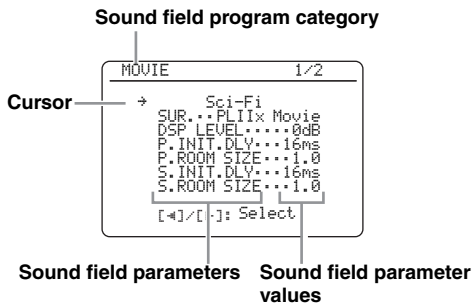 Sound field program category
MOVIE 1/2
Cursor
→ Sci-Fi
SUR.··PLIIx Movie
DSP LEVEL·····0dB
P.INIT.DLY···16ms
P.ROOM SIZE···1.0
S.INIT.DLY···16ms
S.ROOM SIZE···1.0
[◄]/[►]: Select
Sound field parameters
Sound field parameter
values